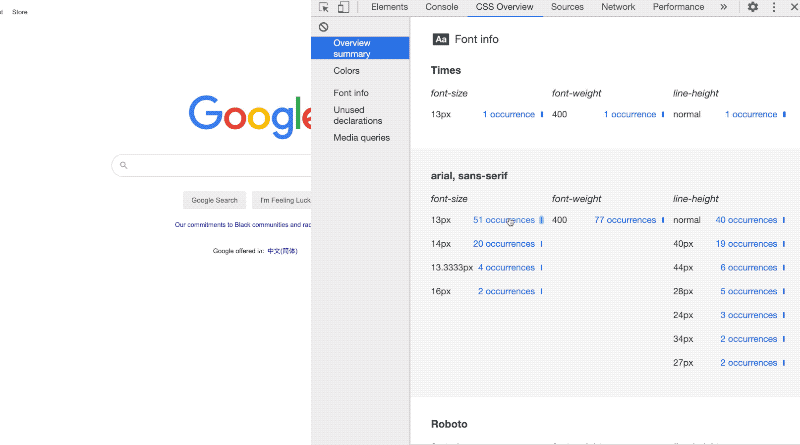 Store
Google
Google Search
I'm Feeling Luck
Our commitments to Black communities and rac
Google offered in: 中文(简体)
Elements Console CSS Overview Sources Network Performance »
Overview summary
Colors
Font info
Unused declarations
Media queries
Aa Font info
Times
font-size font-weight line-height
13px 1 occurrence 400 1 occurrence normal 1 occurrence
arial, sans-serif
font-size font-weight line-height
13px 51 occurrences 400 77 occurrences normal 40 occurrences
14px 20 occurrences 40px 19 occurrences
13.3333px 4 occurrences 44px 6 occurrences
16px 2 occurrences 28px 5 occurrences
24px 3 occurrences
34px 2 occurrences
27px 2 occurrences
Roboto